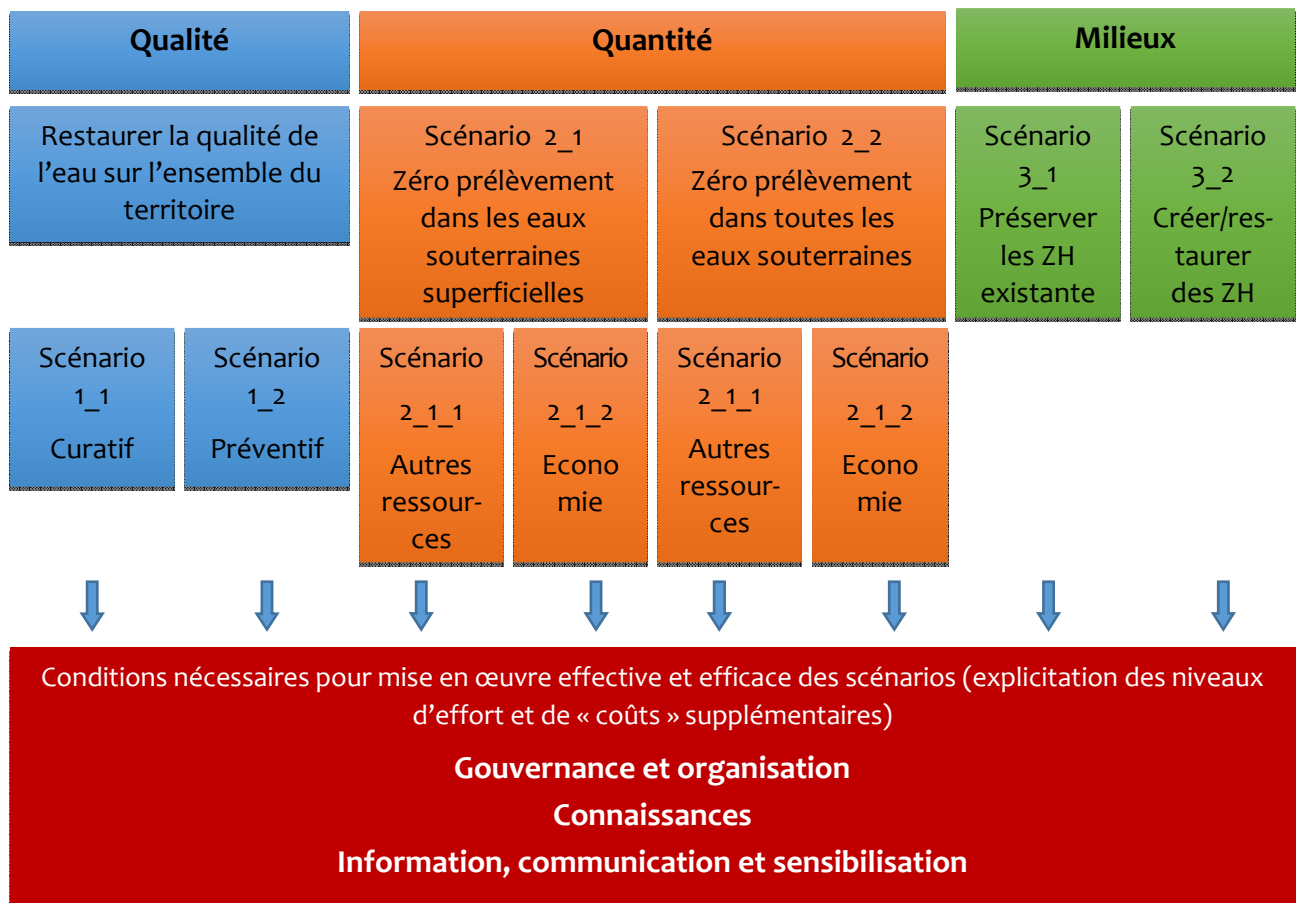 Qualité
Quantité
Milieux
Restaurer la qualité de
l'eau sur l'ensemble du
territoire
Scénario 2_1
Zéro prélèvement
dans les eaux
souterraines
superficielles
Scénario 2_2
Zéro prélèvement
dans toutes les
eaux souterraines
Scénario
3_1
Préserver
les ZH
existante
Scénario
3_2
Créer/res-
taurer
des ZH
Scénario
1_1
Curatif
Scénario
1_2
Préventif
Scénario
2_1_1
Autres
ressour-
ces
Scénario
2_1_2
Econo
mie
Scénario
2_1_1
Autres
ressour-
ces
Scénario
2_1_2
Econo
mie
Conditions nécessaires pour mise en œuvre effective et efficace des scénarios (explicitation des niveaux
d'effort et de « coûts » supplémentaires)
Gouvernance et organisation
Connaissances
Information, communication et sensibilisation